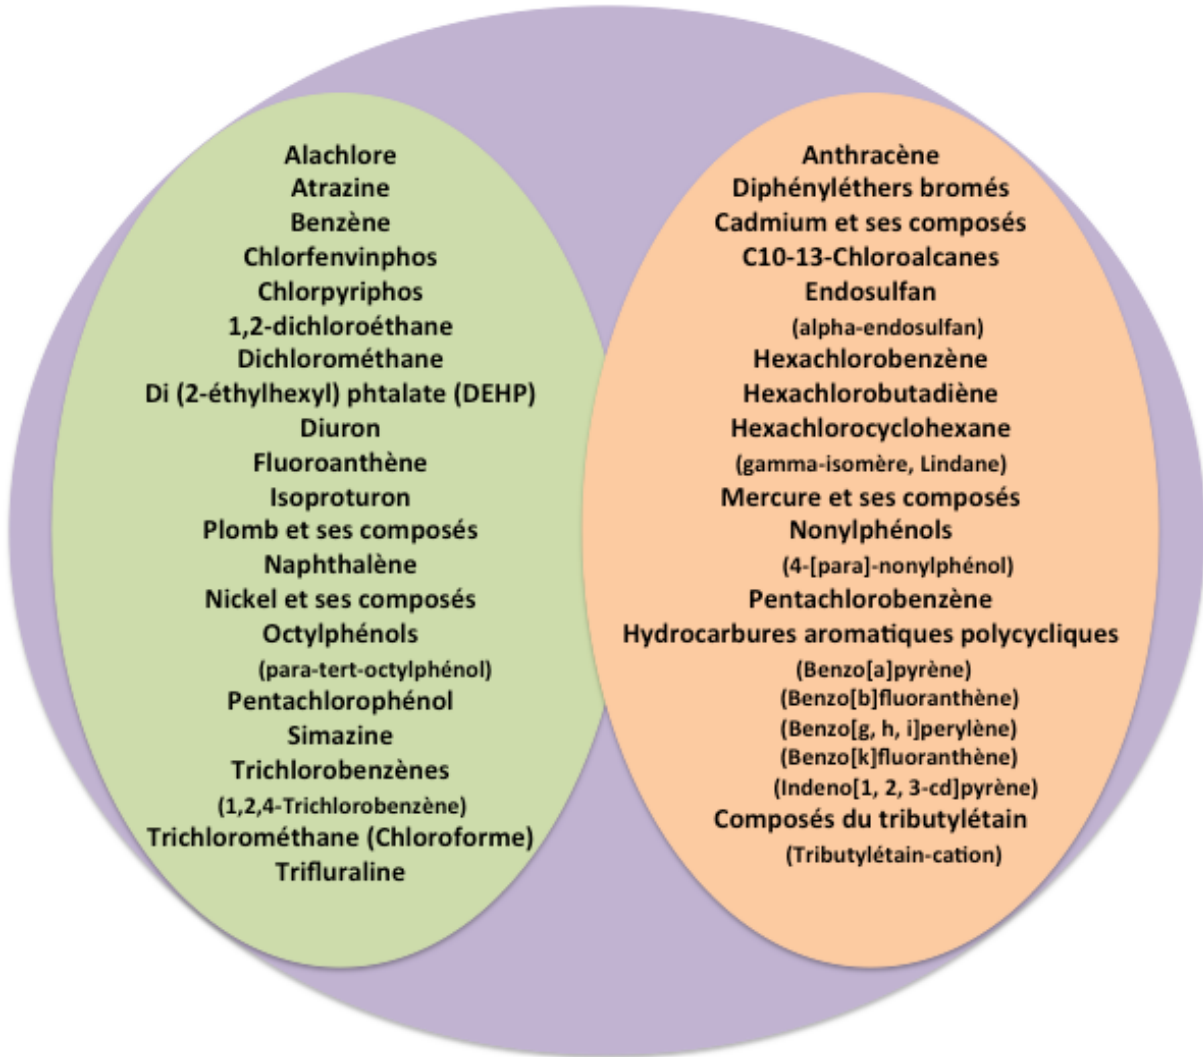 Alachlore
Atrazine
Benzène
Chlorfenvinphos
Chlorpyriphos
1,2-dichloroéthane
Dichlorométhane
Di (2-éthylhexyl) phtalate (DEHP)
Diuron
Fluoroanthène
Isoproturon
Plomb et ses composés
Naphthalène
Nickel et ses composés
Octylphénols
(para-tert-octylphénol)
Pentachlorophénol
Simazine
Trichlorobenzènes
(1,2,4-Trichlorobenzène)
Trichlorométhane (Chloroforme)
Trifluraline
Anthracène
Diphényléthers bromés
Cadmium et ses composés
C10-13-Chloroalcanes
Endosulfan
(alpha-endosulfan)
Hexachlorobenzène
Hexachlorobutadiène
Hexachlorocyclohexane
(gamma-isomère, Lindane)
Mercure et ses composés
Nonylphénols
(4-[para]-nonylphénol)
Pentachlorobenzène
Hydrocarbures aromatiques polycycliques
(Benzo[a]pyrène)
(Benzo[b]fluoranthène)
(Benzo[g, h, i]perylène)
(Benzo[k]fluoranthène)
(Indeno[1, 2, 3-cd]pyrène)
Composés du tributylétain
(Tributylétain-cation)